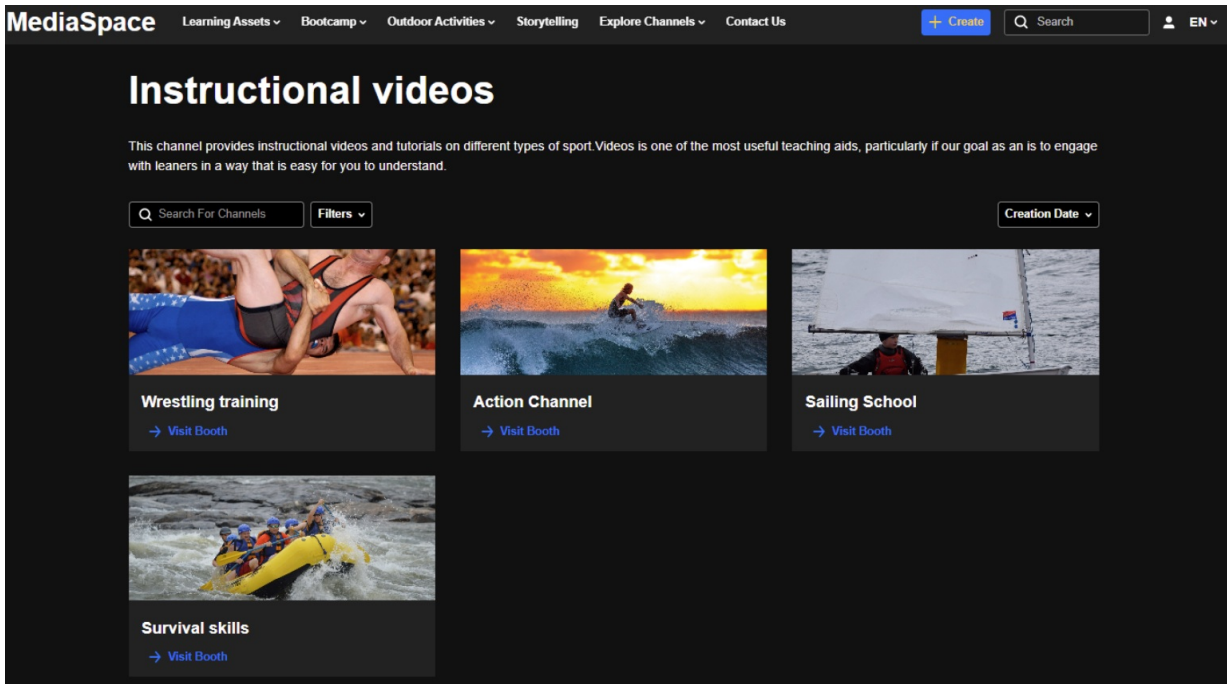 MediaSpace Learning Assets Bootcamp Outdoor Activities Storytelling Explore Channels Contact Us + Create Search EN
Instructional videos
This channel provides instructional videos and tutorials on different types of sport.Videos is one of the most useful teaching aids, particularly if our goal as an is to engage
with leaners in a way that is easy for you to understand.
Search For Channels Filters Creation Date
Wrestling training
→ Visit Booth
Action Channel
→ Visit Booth
Sailing School
→ Visit Booth
Survival skills
→ Visit Booth